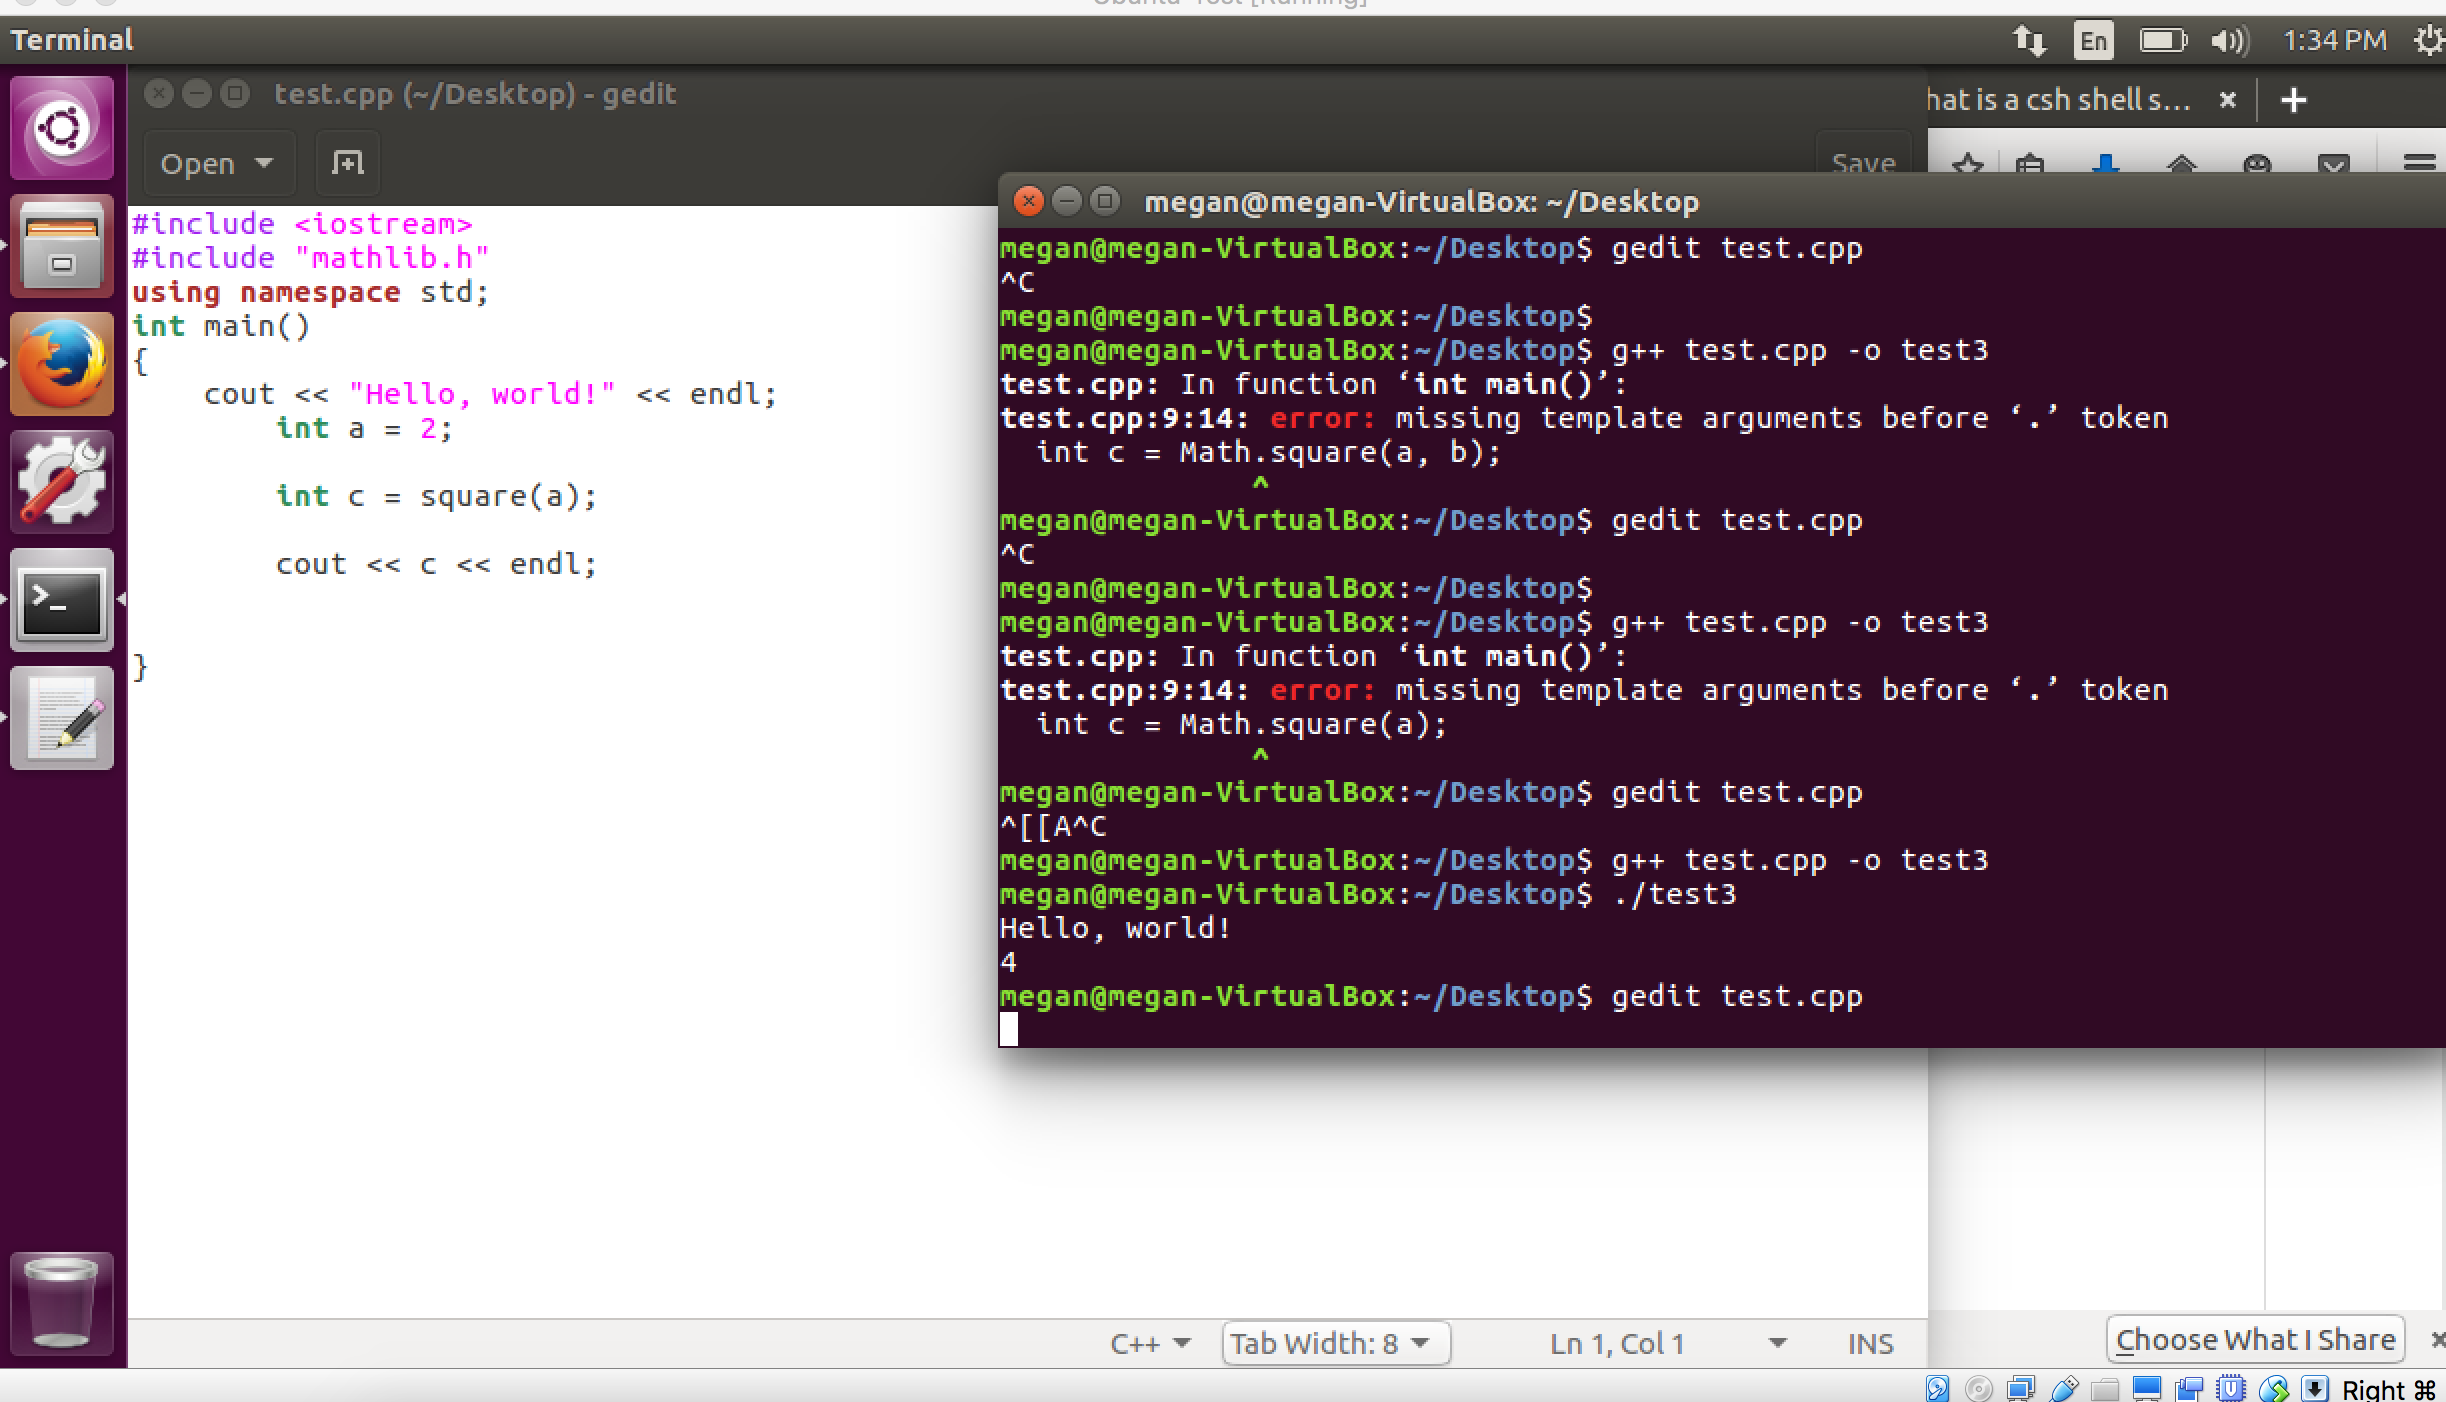 Terminal
En
1:34 PM
test.cpp (~/Desktop) - gedit
hat is a csh shell s...
Open
Save
#include <iostream>
#include "mathlib.h"
using namespace std;
int main()
{
    cout << "Hello, world!" << endl;
        int a = 2;
        int c = square(a);
        cout << c << endl;
}
megan@megan-VirtualBox: ~/Desktop
megan@megan-VirtualBox:~/Desktop$ gedit test.cpp
^C
megan@megan-VirtualBox:~/Desktop$
megan@megan-VirtualBox:~/Desktop$ g++ test.cpp -o test3
test.cpp: In function ‘int main()’:
test.cpp:9:14: error: missing template arguments before ‘.’ token
  int c = Math.square(a, b);
              ^
megan@megan-VirtualBox:~/Desktop$ gedit test.cpp
^C
megan@megan-VirtualBox:~/Desktop$
megan@megan-VirtualBox:~/Desktop$ g++ test.cpp -o test3
test.cpp: In function ‘int main()’:
test.cpp:9:14: error: missing template arguments before ‘.’ token
  int c = Math.square(a);
              ^
megan@megan-VirtualBox:~/Desktop$ gedit test.cpp
^[[A^C
megan@megan-VirtualBox:~/Desktop$ g++ test.cpp -o test3
megan@megan-VirtualBox:~/Desktop$ ./test3
Hello, world!
4
megan@megan-VirtualBox:~/Desktop$ gedit test.cpp
C++
Tab Width: 8
Ln 1, Col 1
INS
Choose What I Share
Right ⌘